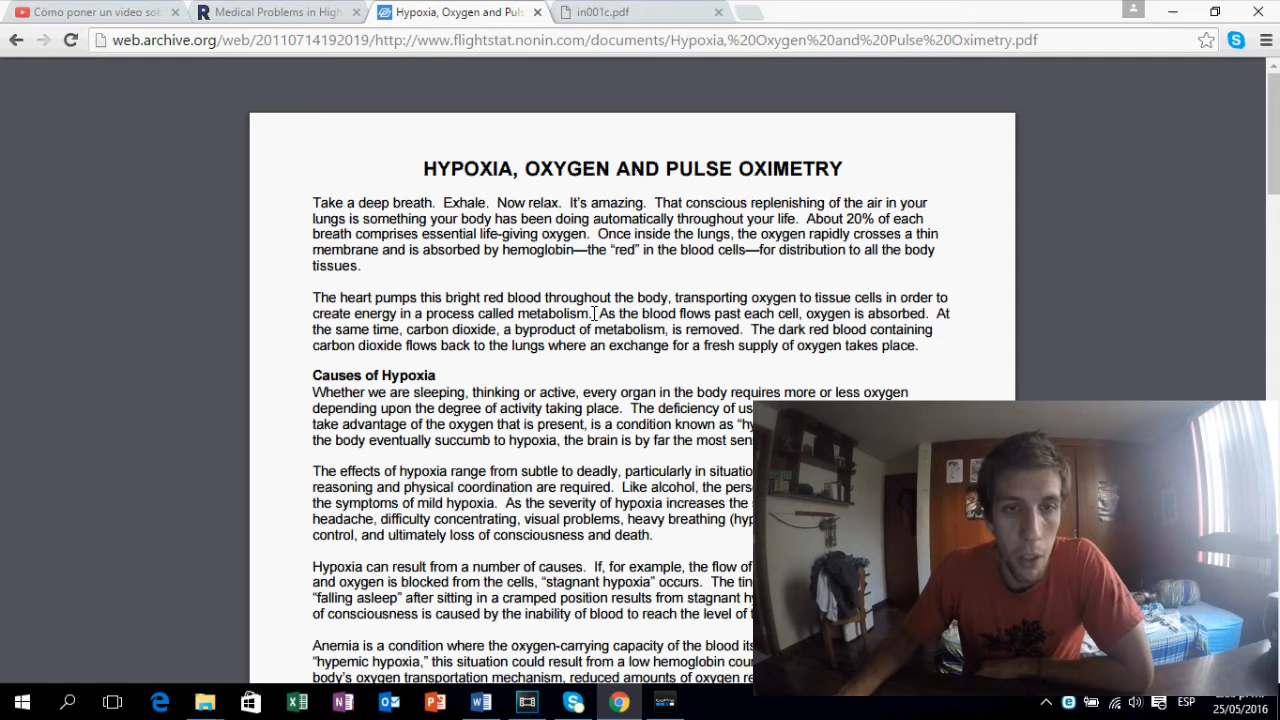 Cómo poner un video sob
Medical Problems in High
Hypoxia, Oxygen and Puls
in001c.pdf
web.archive.org/web/20110714192019/http://www.flightstat.nonin.com/documents/Hypoxia,%20Oxygen%20and%20Pulse%20Oximetry.pdf
HYPOXIA, OXYGEN AND PULSE OXIMETRY
Take a deep breath. Exhale. Now relax. It's amazing. That conscious replenishing of the air in your
lungs is something your body has been doing automatically throughout your life. About 20% of each
breath comprises essential life-giving oxygen. Once inside the lungs, the oxygen rapidly crosses a thin
membrane and is absorbed by hemoglobin—the “red” in the blood cells—for distribution to all the body
tissues.
The heart pumps this bright red blood throughout the body, transporting oxygen to tissue cells in order to
create energy in a process called metabolism. As the blood flows past each cell, oxygen is absorbed. At
the same time, carbon dioxide, a byproduct of metabolism, is removed. The dark red blood containing
carbon dioxide flows back to the lungs where an exchange for a fresh supply of oxygen takes place.
Causes of Hypoxia
Whether we are sleeping, thinking or active, every organ in the body requires more or less oxygen
depending upon the degree of activity taking place. The deficiency of us
take advantage of the oxygen that is present, is a condition known as “hy
the body eventually succumb to hypoxia, the brain is by far the most sen
The effects of hypoxia range from subtle to deadly, particularly in situatio
reasoning and physical coordination are required. Like alcohol, the pers
the symptoms of mild hypoxia. As the severity of hypoxia increases the s
headache, difficulty concentrating, visual problems, heavy breathing (hyp
control, and ultimately loss of consciousness and death.
Hypoxia can result from a number of causes. If, for example, the flow of
and oxygen is blocked from the cells, “stagnant hypoxia” occurs. The tin
“falling asleep” after sitting in a cramped position results from stagnant hy
of consciousness is caused by the inability of blood to reach the level of t
Anemia is a condition where the oxygen-carrying capacity of the blood its
“hypemic hypoxia,” this situation could result from a low hemoglobin coun
body's oxygen transportation mechanism, reduced amounts of oxygen re
ESP
25/05/2016